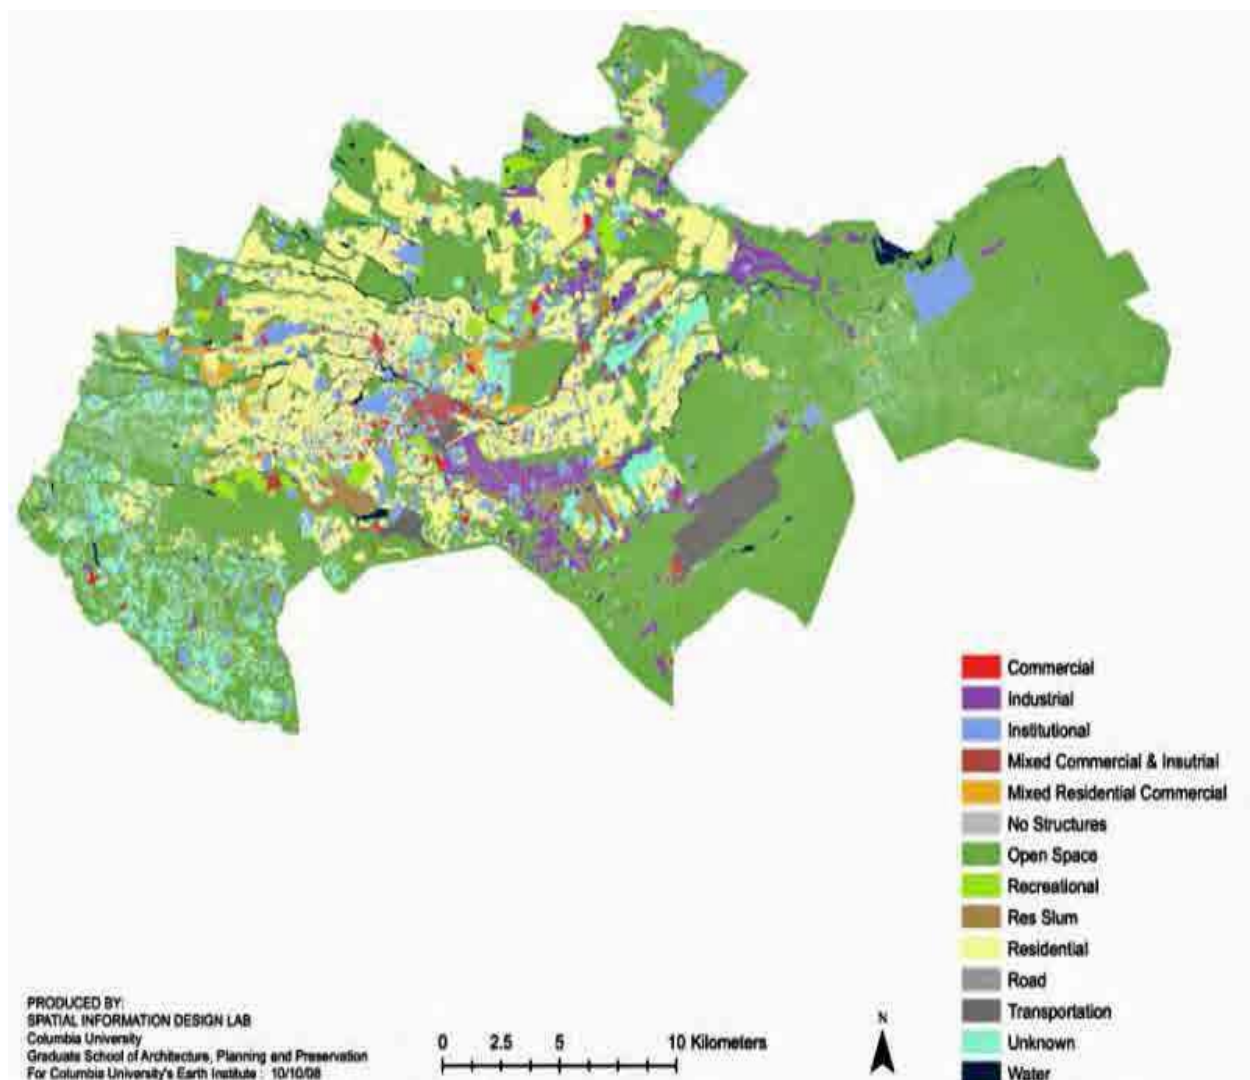 Commercial
Industrial
Institutional
Mixed Commercial & Insutrial
Mixed Residential Commercial
No Structures
Open Space
Recreational
Res Slum
Residential
Road
Transportation
Unknown
Water
PRODUCED BY:
SPATIAL INFORMATION DESIGN LAB
Columbia University
Graduate School of Architecture, Planning and Preservation
For Columbia University's Earth Institute : 10/10/08
0 2.5 5 10 Kilometers
N